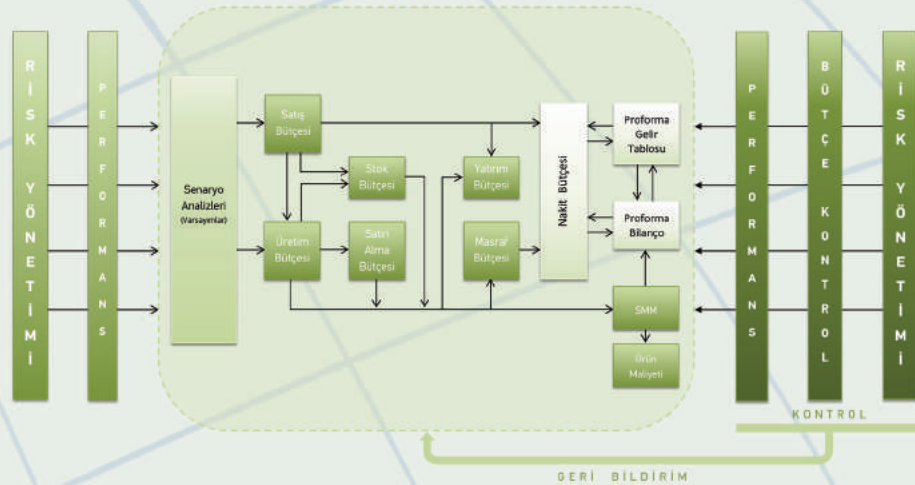 RİSK YÖNETİMİ
PERFORMANS
Senaryo
Analizleri
(Varsayımlar)
Satış
Bütçesi
Stok
Bütçesi
Üretim
Bütçesi
Satın
Alma
Bütçesi
Yatırım
Bütçesi
Masraf
Bütçesi
Nakit Bütçesi
Proforma
Gelir
Tablosu
Proforma
Bilanço
SMM
Ürün
Maliyeti
PERFORMANS
BÜTÇE KONTROL
RİSK YÖNETİMİ
KONTROL
GERİ BİLDİRİM